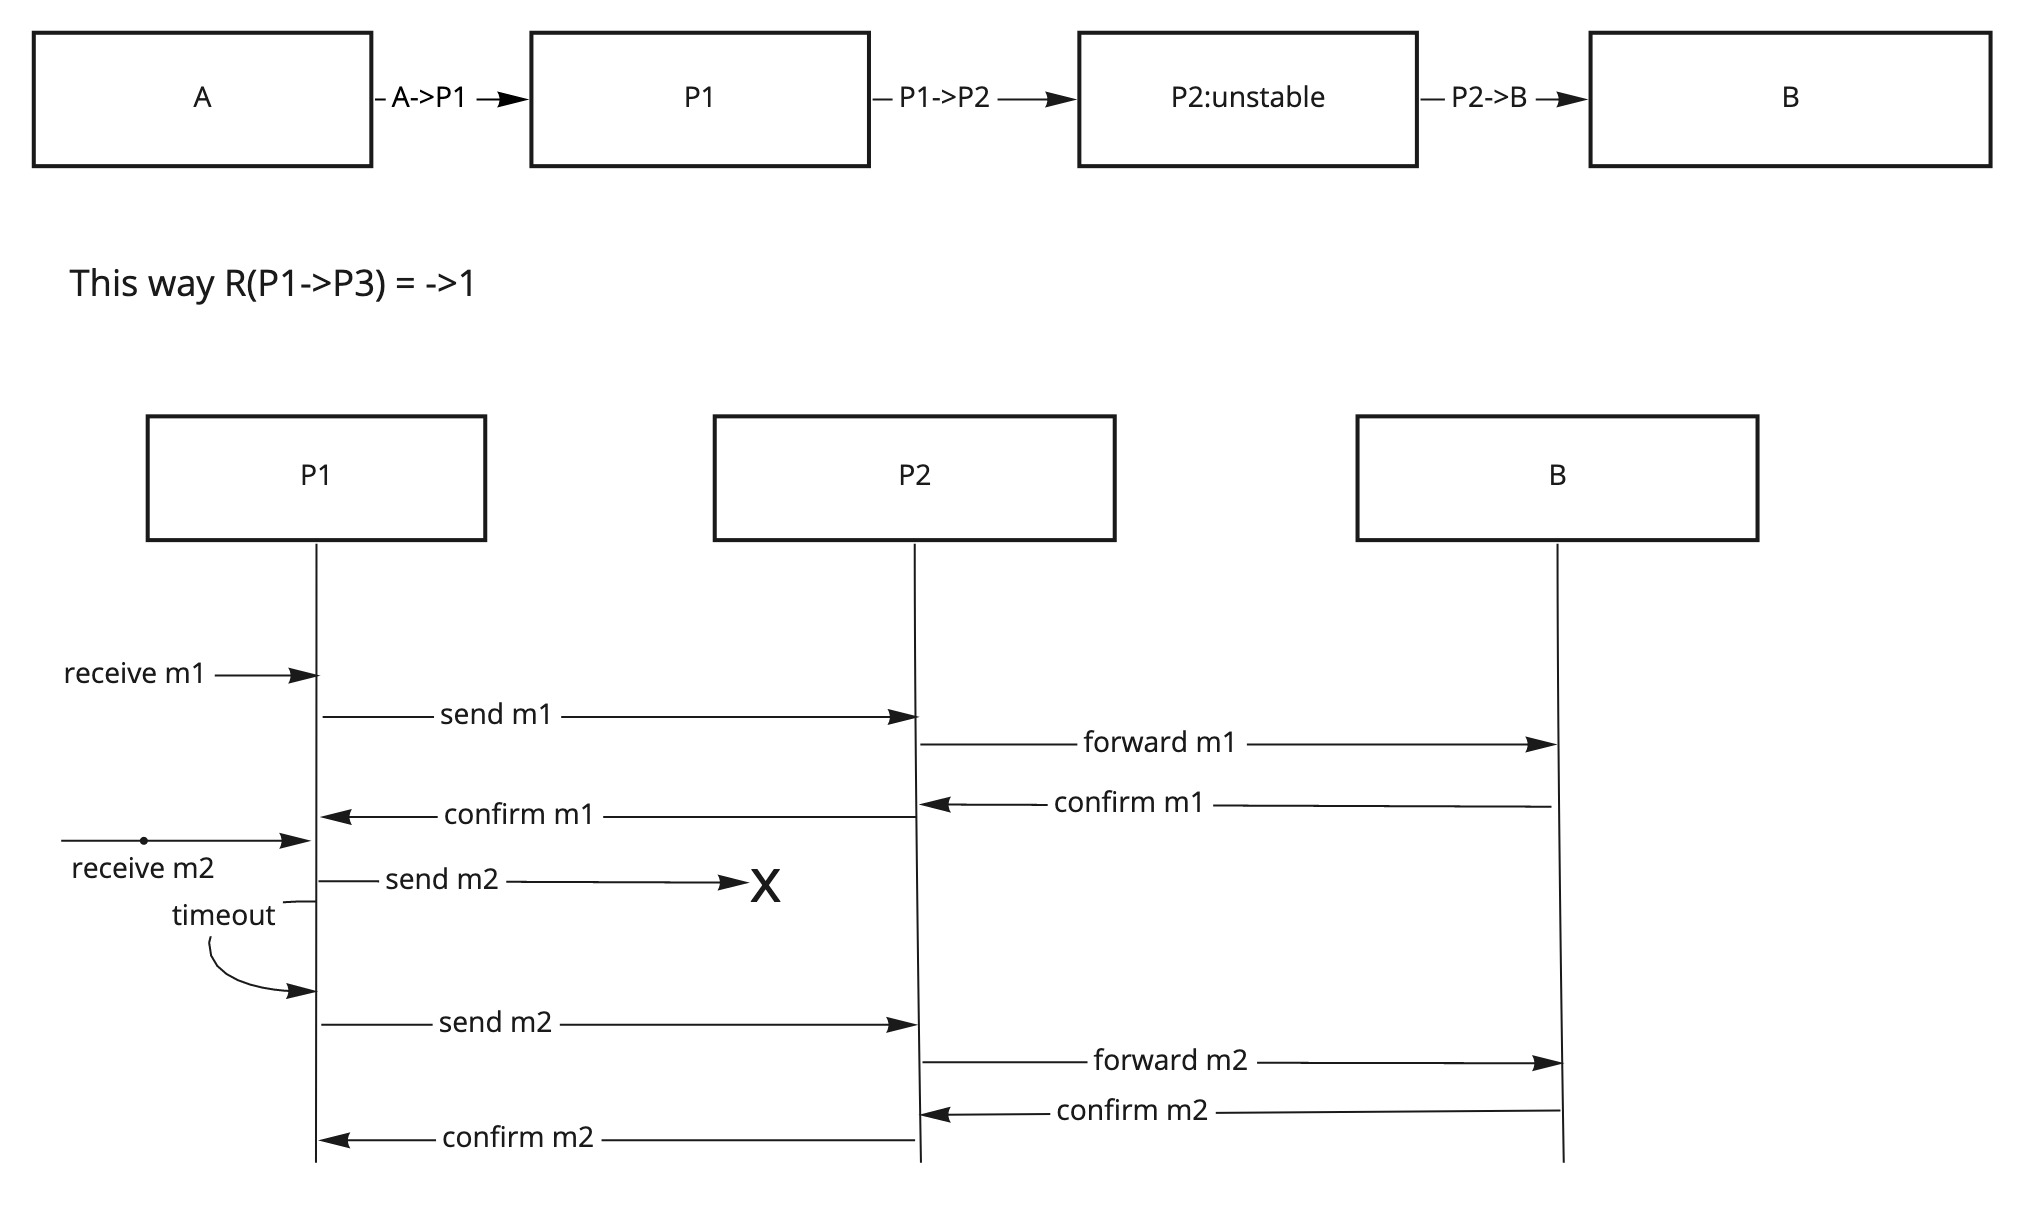 A
A->P1
P1
P1->P2
P2:unstable
P2->B
B
This way R(P1->P3) = ->1
P1
P2
B
receive m1
send m1
forward m1
confirm m1
confirm m1
receive m2
send m2
X
timeout
send m2
forward m2
confirm m2
confirm m2